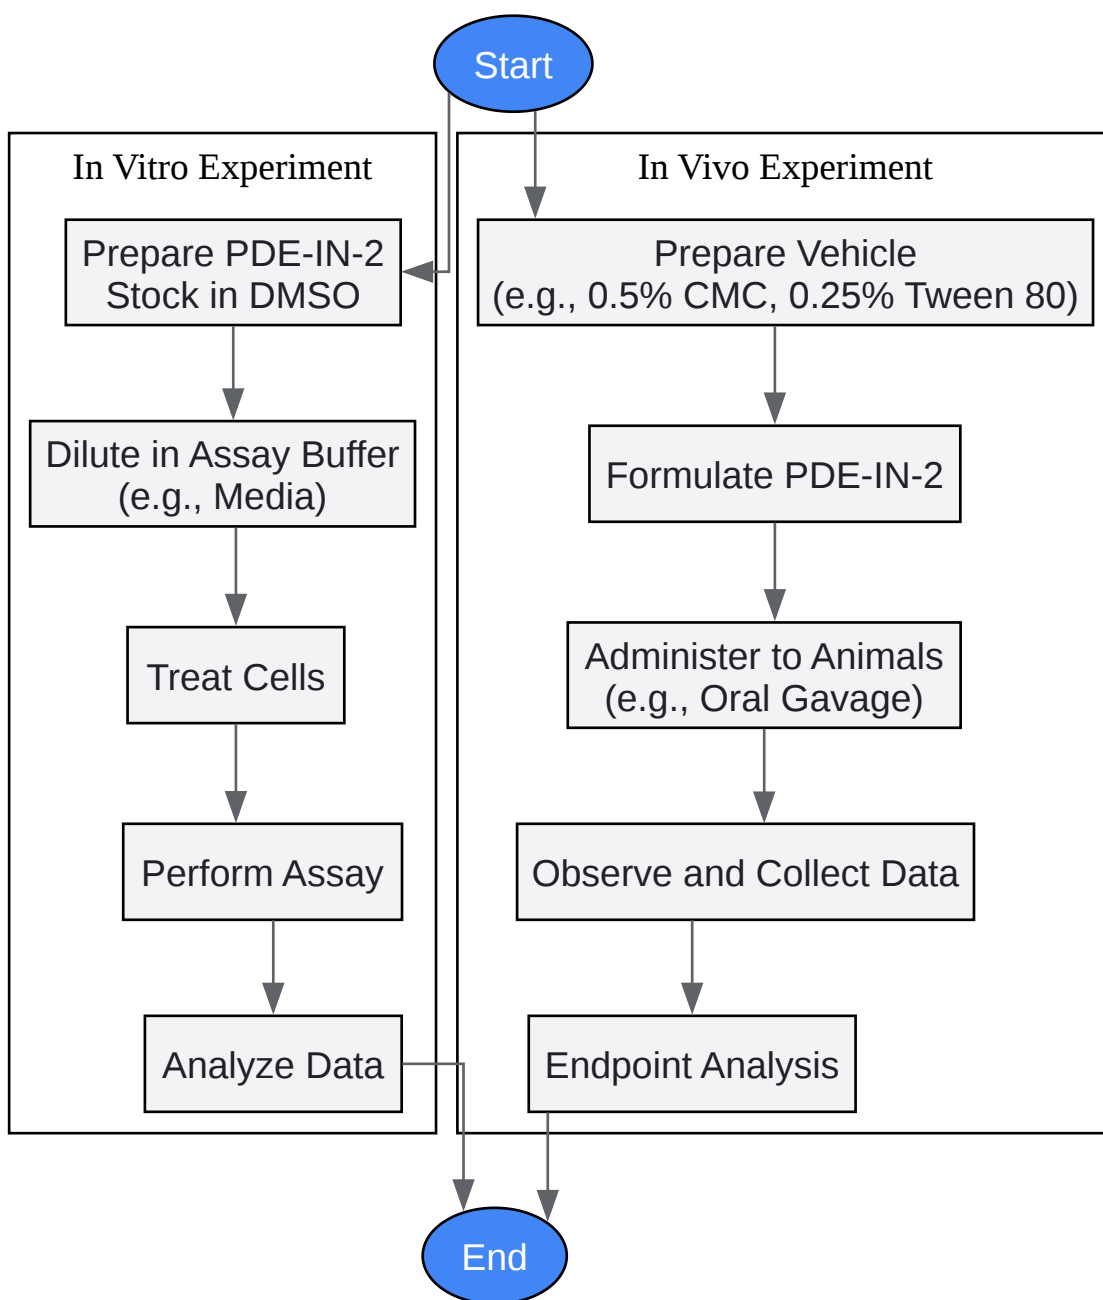 Start
In Vitro Experiment
Prepare PDE-IN-2
Stock in DMSO
Dilute in Assay Buffer
(e.g., Media)
Treat Cells
Perform Assay
Analyze Data
In Vivo Experiment
Prepare Vehicle
(e.g., 0.5% CMC, 0.25% Tween 80)
Formulate PDE-IN-2
Administer to Animals
(e.g., Oral Gavage)
Observe and Collect Data
Endpoint Analysis
End